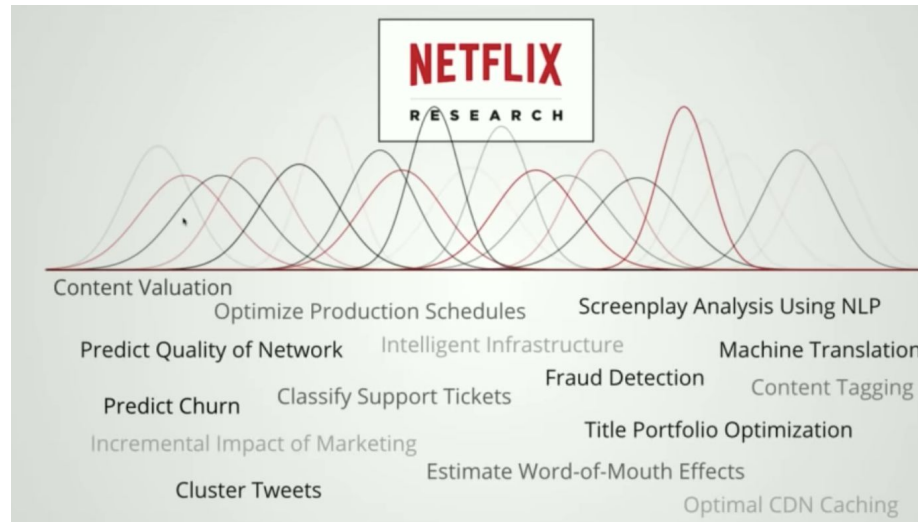 NETFLIX
RESEARCH
Content Valuation
Optimize Production Schedules
Screenplay Analysis Using NLP
Predict Quality of Network
Intelligent Infrastructure
Machine Translation
Fraud Detection
Content Tagging
Predict Churn
Classify Support Tickets
Title Portfolio Optimization
Incremental Impact of Marketing
Estimate Word-of-Mouth Effects
Cluster Tweets
Optimal CDN Caching